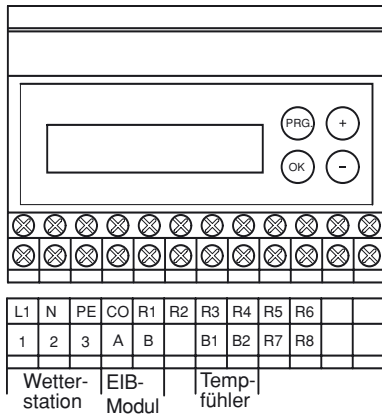 PRG. +
OK −
L1 N PE CO R1 R2 R3 R4 R5 R6
1 2 3 A B B1 B2 R7 R8
Wetter- EIB- Temp-
station Modul fühler